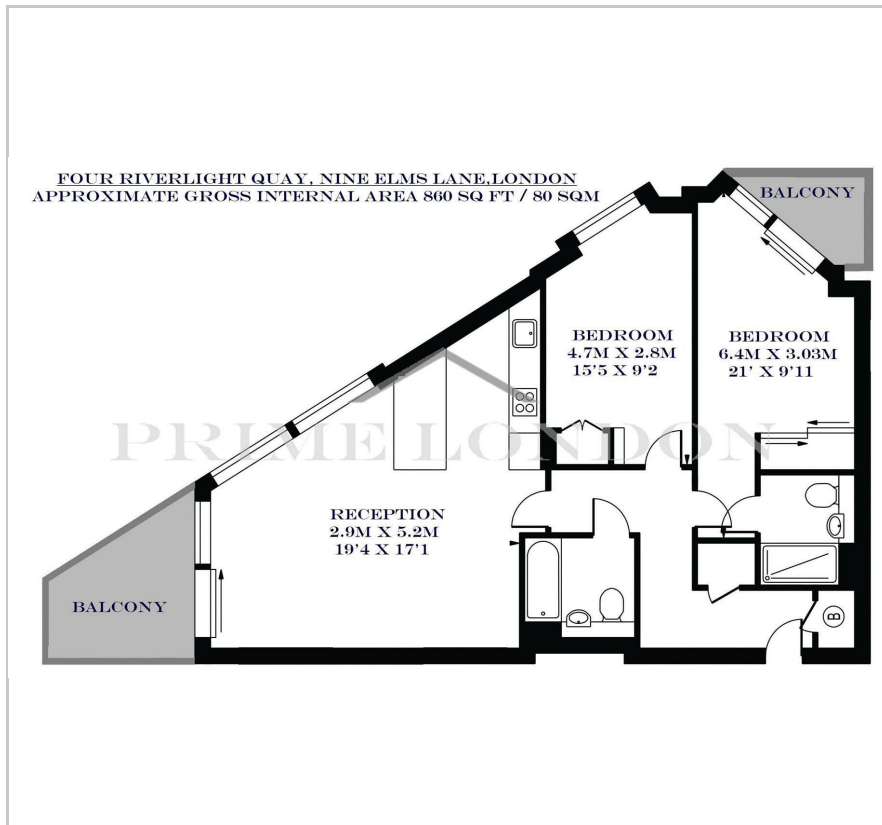 FOUR RIVERLIGHT QUAY, NINE ELMS LANE,LONDON
APPROXIMATE GROSS INTERNAL AREA 860 SQ FT / 80 SQM
BALCONY
BEDROOM
4.7M X 2.8M
15'5 X 9'2
BEDROOM
6.4M X 3.03M
21' X 9'11
PRIME LONDON
RECEPTION
2.9M X 5.2M
19'4 X 17'1
BALCONY
B